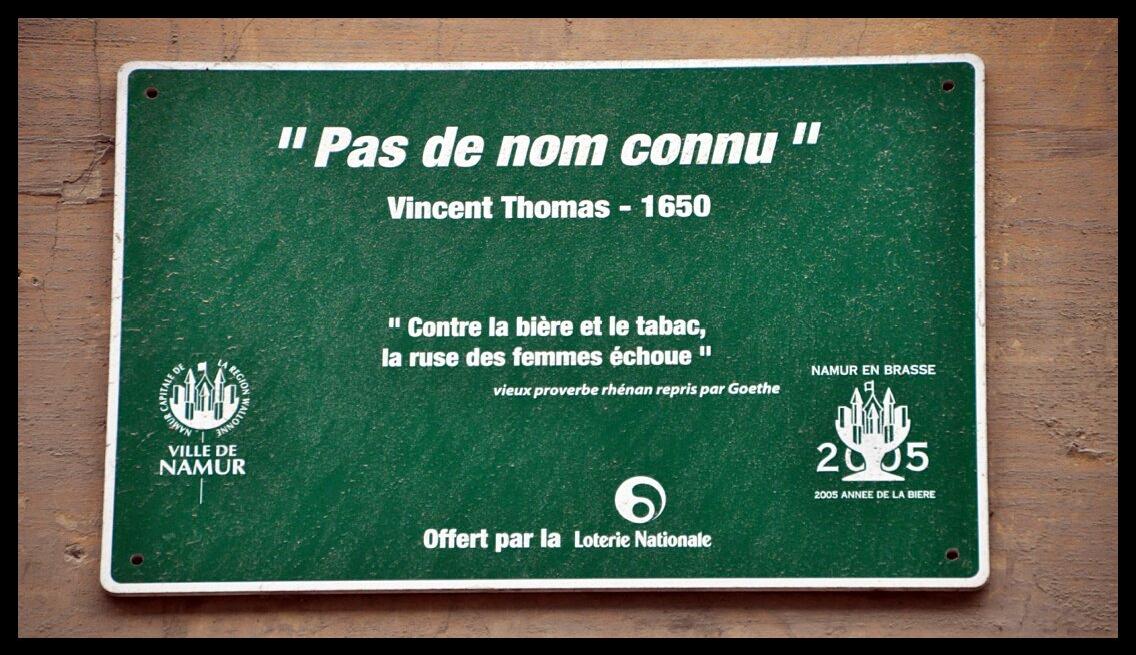 " Pas de nom connu "
Vincent Thomas - 1650
" Contre la bière et le tabac,
la ruse des femmes échoue "
vieux proverbe rhénan repris par Goethe
NAMUR CAPITALE DE LA REGION WALLONNE
VILLE DE
NAMUR
NAMUR EN BRASSE
2005
2005 ANNEE DE LA BIERE
Offert par la Loterie Nationale